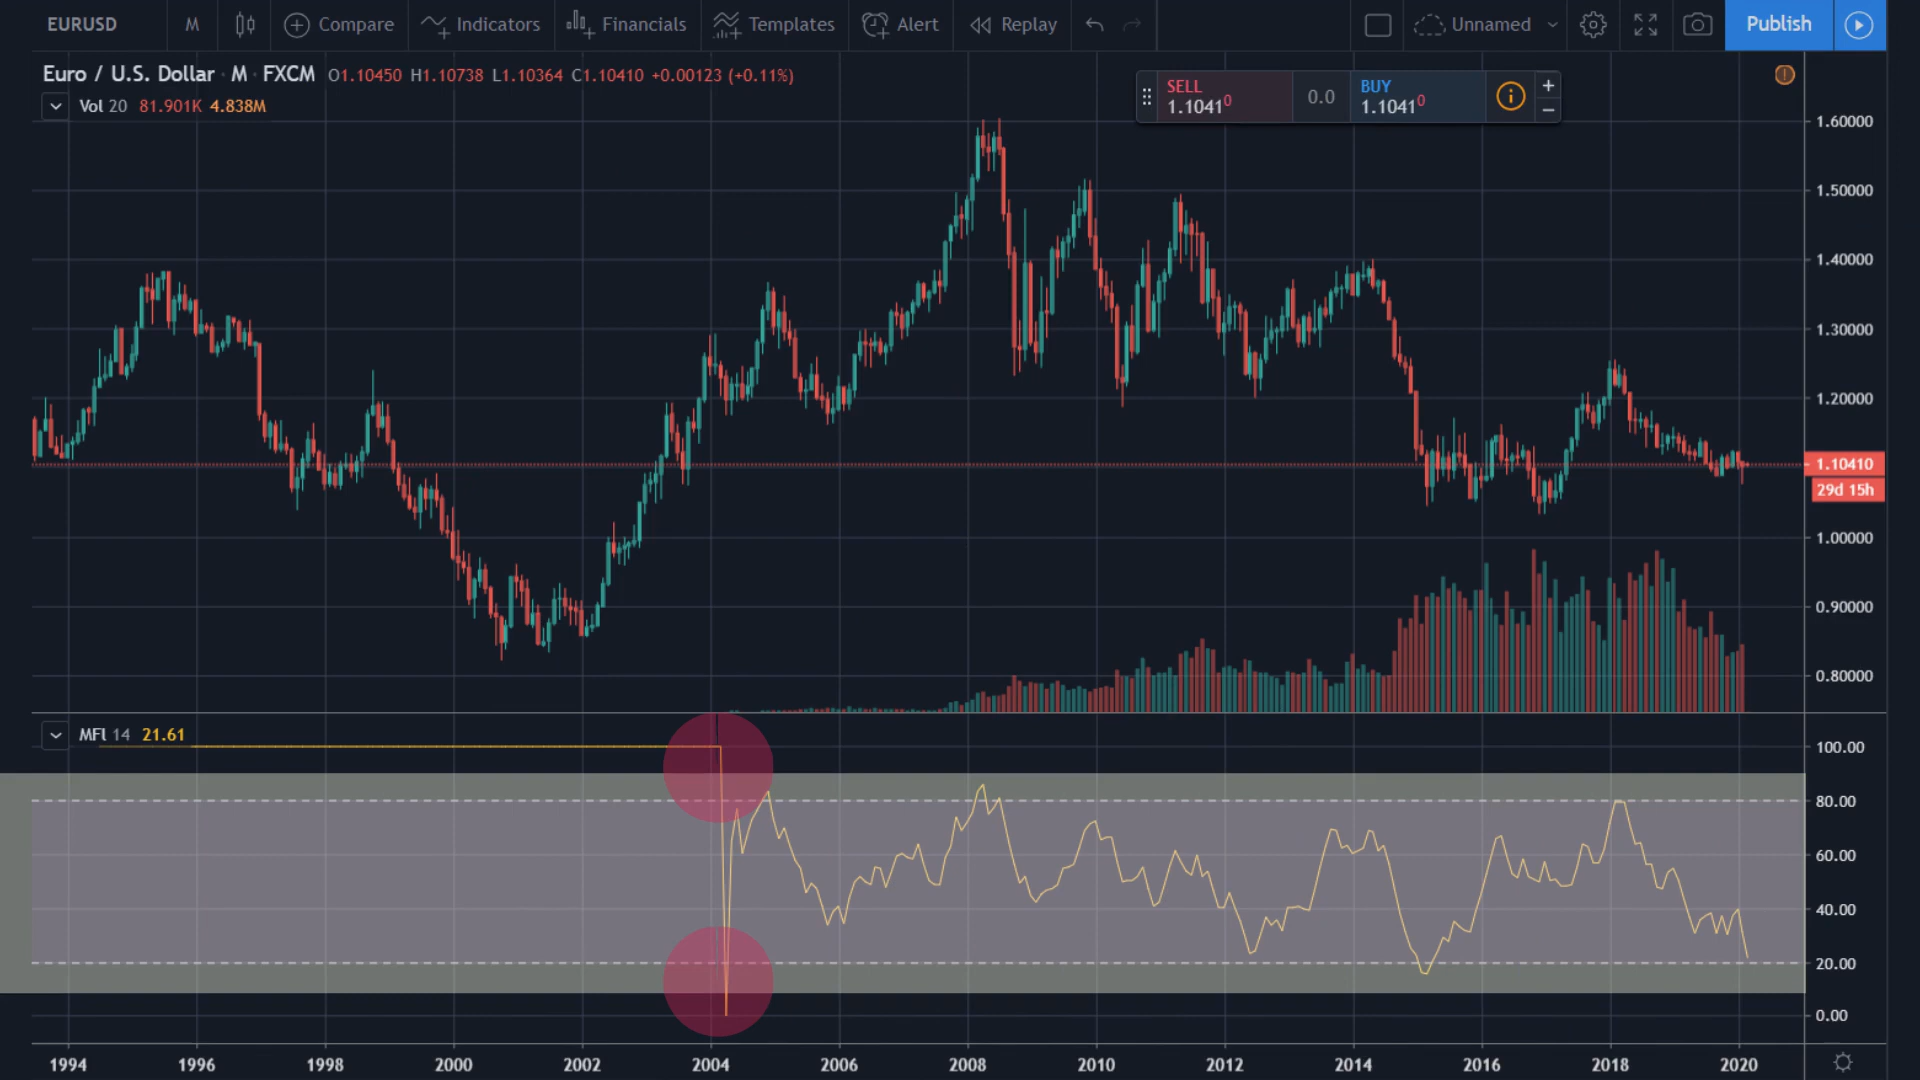 EURUSD M Compare Indicators Financials Templates Alert Replay Unnamed Publish
Euro / U.S. Dollar · M · FXCM O1.10450 H1.10738 L1.10364 C1.10410 +0.00123 (+0.11%)
Vol 20 81.901K 4.838M
SELL
1.10410
0.0
BUY
1.10410
1.60000
1.50000
1.40000
1.30000
1.20000
1.10410
29d 15h
1.00000
0.90000
0.80000
MFI 14 21.61
100.00
80.00
60.00
40.00
20.00
0.00
1994 1996 1998 2000 2002 2004 2006 2008 2010 2012 2014 2016 2018 2020